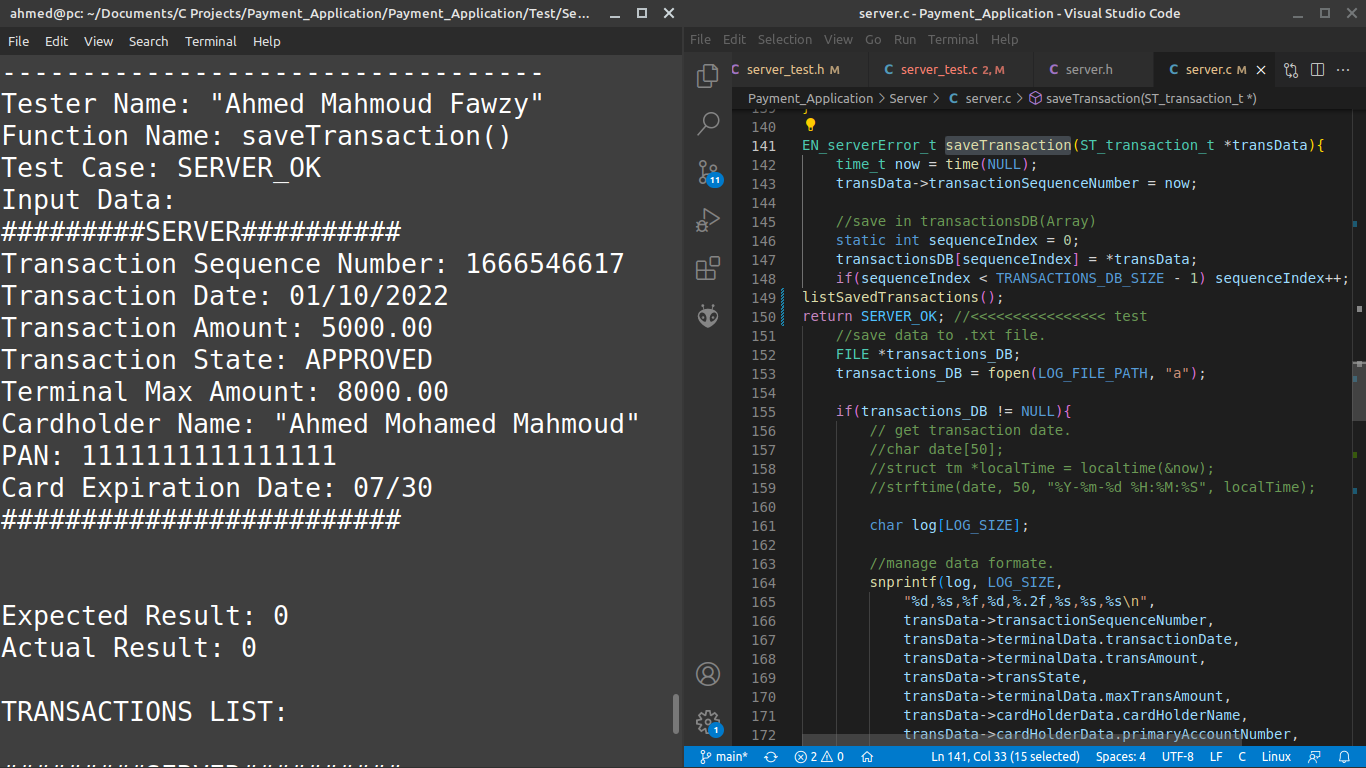 ahmed@pc: ~/Documents/C Projects/Payment_Application/Payment_Application/Test/Se...
File Edit View Search Terminal Help
----------------------------------
Tester Name: "Ahmed Mahmoud Fawzy"
Function Name: saveTransaction()
Test Case: SERVER_OK
Input Data:
#########SERVER##########
Transaction Sequence Number: 1666546617
Transaction Date: 01/10/2022
Transaction Amount: 5000.00
Transaction State: APPROVED
Terminal Max Amount: 8000.00
Cardholder Name: "Ahmed Mohamed Mahmoud"
PAN: 1111111111111111
Card Expiration Date: 07/30
#########################
Expected Result: 0
Actual Result: 0
TRANSACTIONS LIST:
#########SERVER##########
server.c - Payment_Application - Visual Studio Code
File Edit Selection View Go Run Terminal Help
C server_test.h M
C server_test.c 2, M
C server.h
C server.c M
Payment_Application > Server > C server.c > saveTransaction(ST_transaction_t *)
139 }
140
141 EN_serverError_t saveTransaction(ST_transaction_t *transData){
142 time_t now = time(NULL);
143 transData->transactionSequenceNumber = now;
144
145 //save in transactionsDB(Array)
146 static int sequenceIndex = 0;
147 transactionsDB[sequenceIndex] = *transData;
148 if(sequenceIndex < TRANSACTIONS_DB_SIZE - 1) sequenceIndex++;
149 listSavedTransactions();
150 return SERVER_OK; //<<<<<<<<<<<<<<<< test
151 //save data to .txt file.
152 FILE *transactions_DB;
153 transactions_DB = fopen(LOG_FILE_PATH, "a");
154
155 if(transactions_DB != NULL){
156 // get transaction date.
157 //char date[50];
158 //struct tm *localTime = localtime(&now);
159 //strftime(date, 50, "%Y-%m-%d %H:%M:%S", localTime);
160
161 char log[LOG_SIZE];
162
163 //manage data formate.
164 snprintf(log, LOG_SIZE,
165 "%d,%s,%f,%d,%.2f,%s,%s,%s\n",
166 transData->transactionSequenceNumber,
167 transData->terminalData.transactionDate,
168 transData->terminalData.transAmount,
169 transData->transState,
170 transData->terminalData.maxTransAmount,
171 transData->cardHolderData.cardHolderName,
172 transData->cardHolderData.primaryAccountNumber,
11
1
main* 2 0 Ln 141, Col 33 (15 selected) Spaces: 4 UTF-8 LF C Linux